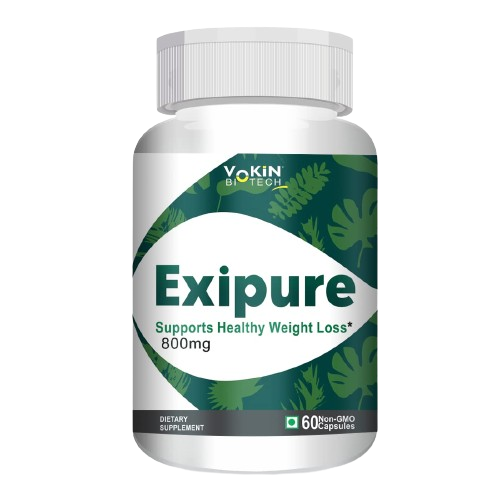 VOKiN®
BIOTECH
Exipure
Supports Healthy Weight Loss*
800mg
DIETARY
SUPPLEMENT
60 Non-GMO
Capsules